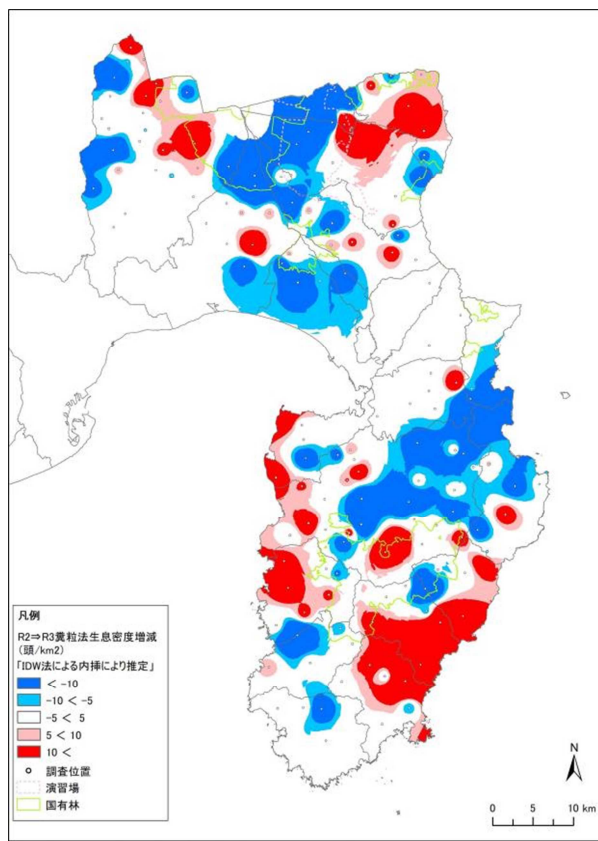 凡例
R2⇒R3糞粒法生息密度増減
(頭/km2)
「IDW法による内挿により推定」
< -10
-10 < -5
-5 < 5
5 < 10
10 <
調査位置
演習場
国有林
N
0 5 10 km